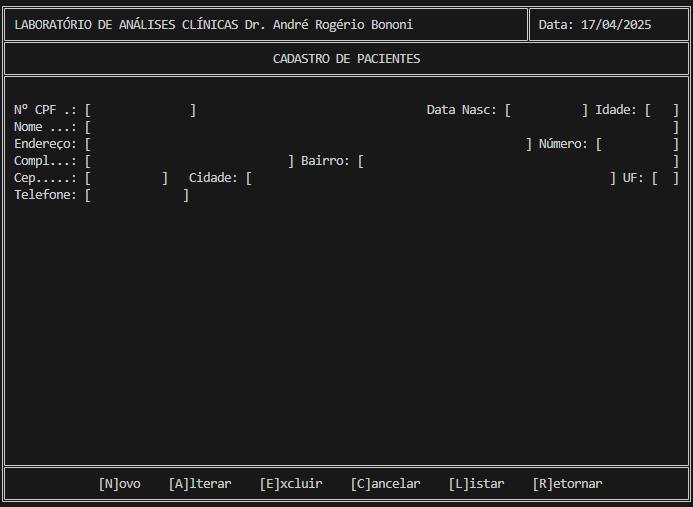 LABORATÓRIO DE ANÁLISES CLÍNICAS Dr. André Rogério Bononi Data: 17/04/2025
CADASTRO DE PACIENTES
Nº CPF .: [ ] Data Nasc: [ ] Idade: [ ]
Nome ...: [ ]
Endereço: [ ] Número: [ ]
Compl...: [ ] Bairro: [ ]
Cep.....: [ ] Cidade: [ ] UF: [ ]
Telefone: [ ]
[N]ovo [A]lterar [E]xcluir [C]ancelar [L]istar [R]etornar